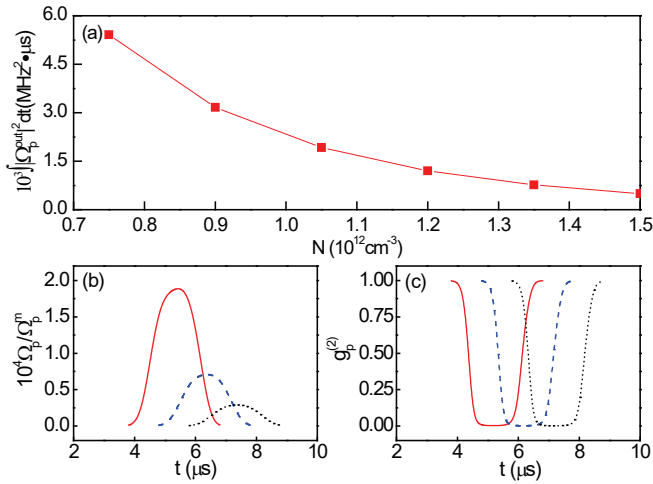 (a)
10³∫|Ω_p^out|²dt(MHz²•μs)
6.0
4.5
3.0
1.5
0.0
0.7 0.8 0.9 1.0 1.1 1.2 1.3 1.4 1.5
N (10¹²cm⁻³)
(b)
10⁴Ω_p/Ω_p^m
2.0
1.5
1.0
0.5
0.0
2 4 6 8 10
t (μs)
(c)
g_p^(2)
1.00
0.75
0.50
0.25
0.00
2 4 6 8 10
t (μs)